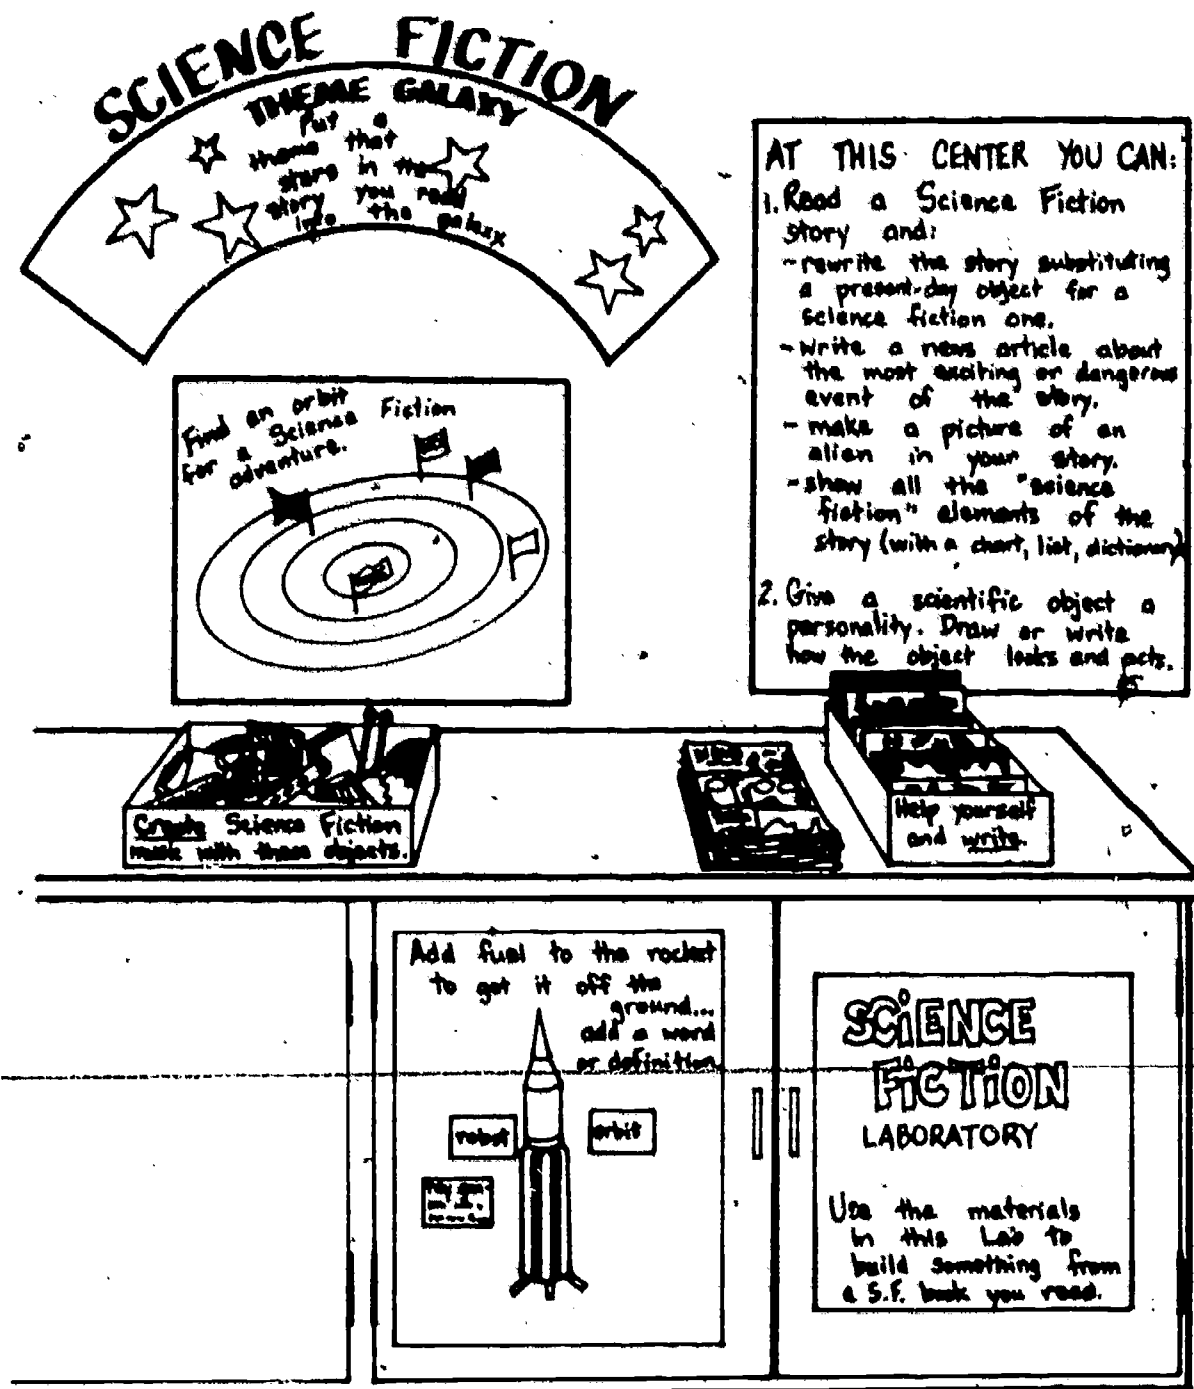 SCIENCE FICTION
THEME GALAXY
Put a
theme that
stars in the
story you read
into the galaxy
Find an orbit
for a Science Fiction
adventure.
AT THIS CENTER YOU CAN:
1. Read a Science Fiction
story and:
- rewrite the story substituting
a present-day object for a
science fiction one.
- write a news article about
the most exciting or dangerous
event of the story.
- make a picture of an
alien in your story.
- show all the "science
fiction" elements of the
story (with a chart, list, dictionary)
2. Give a scientific object a
personality. Draw or write
how the object looks and acts.
Create Science Fiction
music with these objects.
Help yourself
and write.
Add fuel to the rocket
to get it off the
ground...
add a word
or definition.
robot
orbit
SCiENCE
FiCTiON
LABORATORY
Use the materials
in this Lab to
build something from
a S.F. book you read.